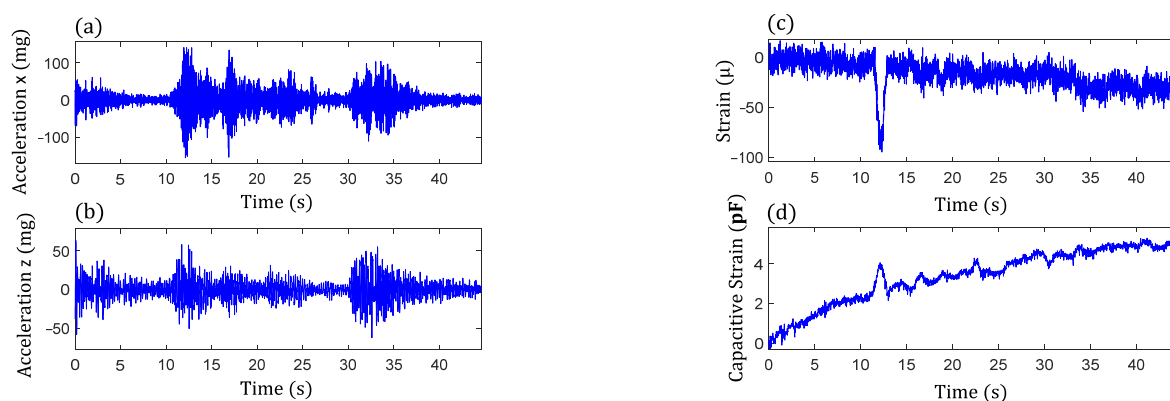 (a)
Acceleration x (mg)
100
0
−100
0 5 10 15 20 25 30 35 40
Time (s)
(b)
Acceleration z (mg)
50
0
−50
0 5 10 15 20 25 30 35 40
Time (s)
(c)
Strain (μ)
0
−50
−100
0 5 10 15 20 25 30 35 40
Time (s)
(d)
Capacitive Strain (pF)
4
2
0
0 5 10 15 20 25 30 35 40
Time (s)